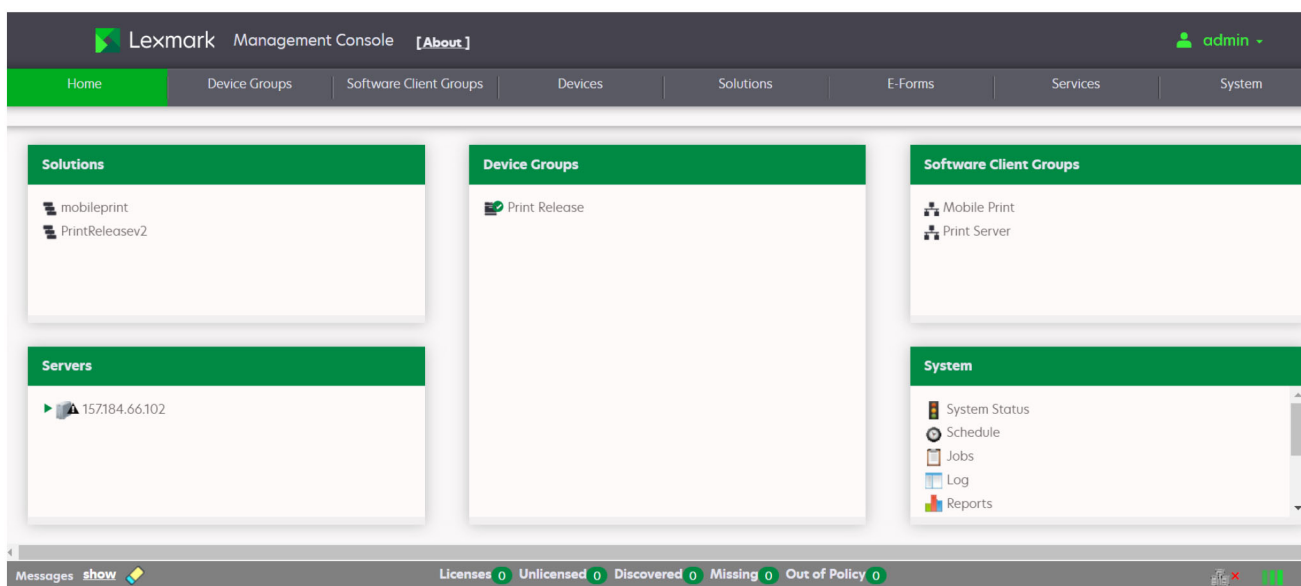 Lexmark Management Console [About]
admin
Home Device Groups Software Client Groups Devices Solutions E-Forms Services System
Solutions
mobileprint
PrintReleasev2
Device Groups
Print Release
Software Client Groups
Mobile Print
Print Server
Servers
157.184.66.102
System
System Status
Schedule
Jobs
Log
Reports
Messages show Licenses 0 Unlicensed 0 Discovered 0 Missing 0 Out of Policy 0